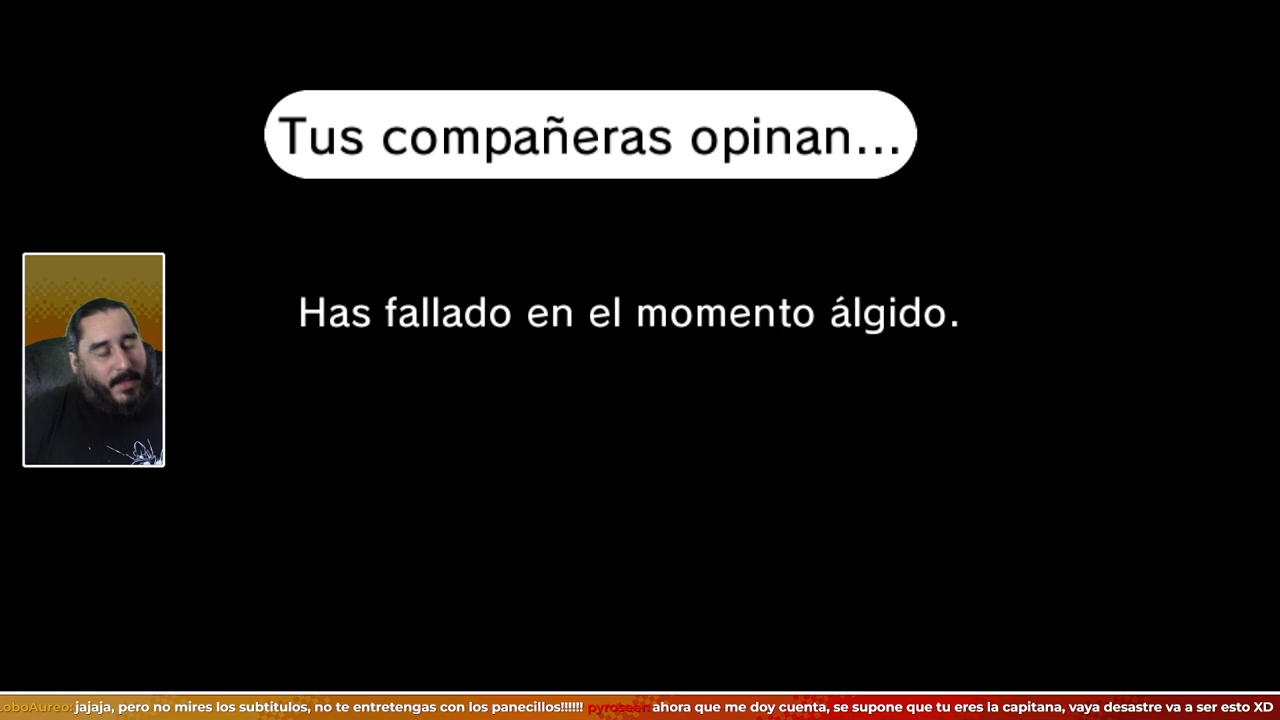 Tus compañeras opinan...
Has fallado en el momento álgido.
LoboAureo: jajaja, pero no mires los subtitulos, no te entretengas con los panecillos!!!!!! pyroseer: ahora que me doy cuenta, se supone que tu eres la capitana, vaya desastre va a ser esto XD